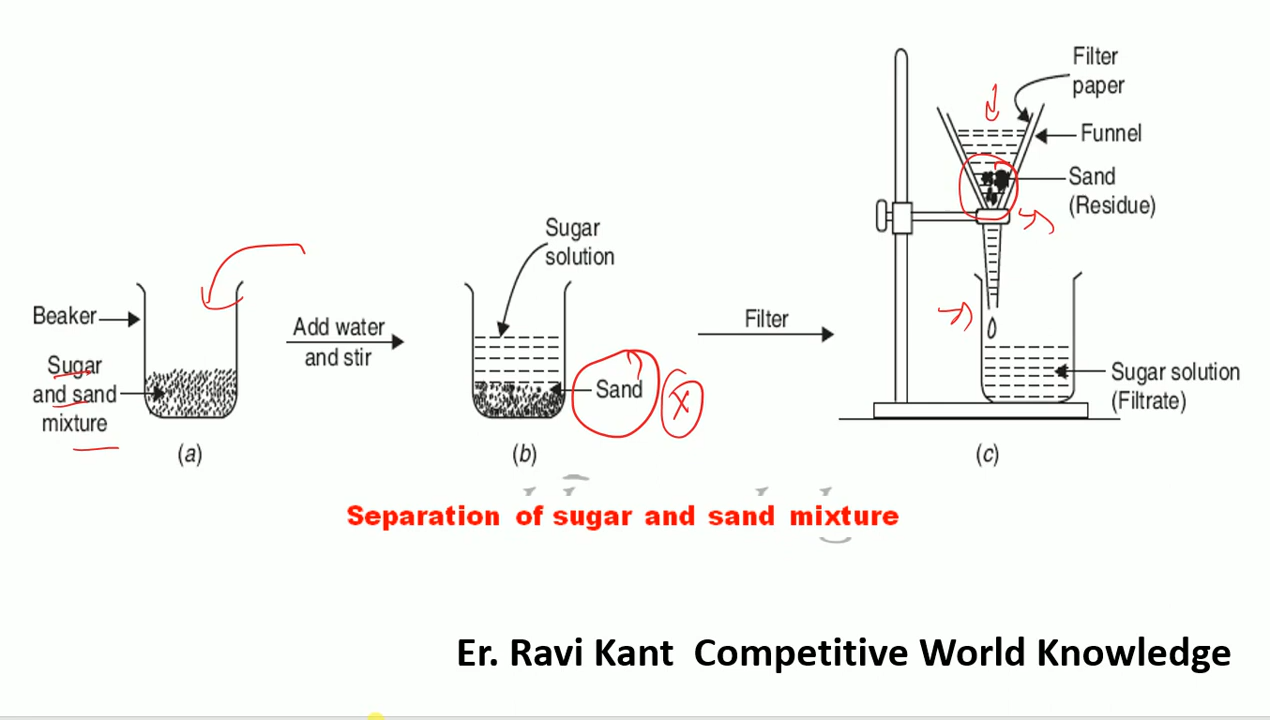 Beaker
Sugar
and sand
mixture
(a)
Add water
and stir
Sugar
solution
Sand
x
(b)
Filter
Filter
paper
Funnel
Sand
(Residue)
Sugar solution
(Filtrate)
(c)
Separation of sugar and sand mixture
Er. Ravi Kant Competitive World Knowledge